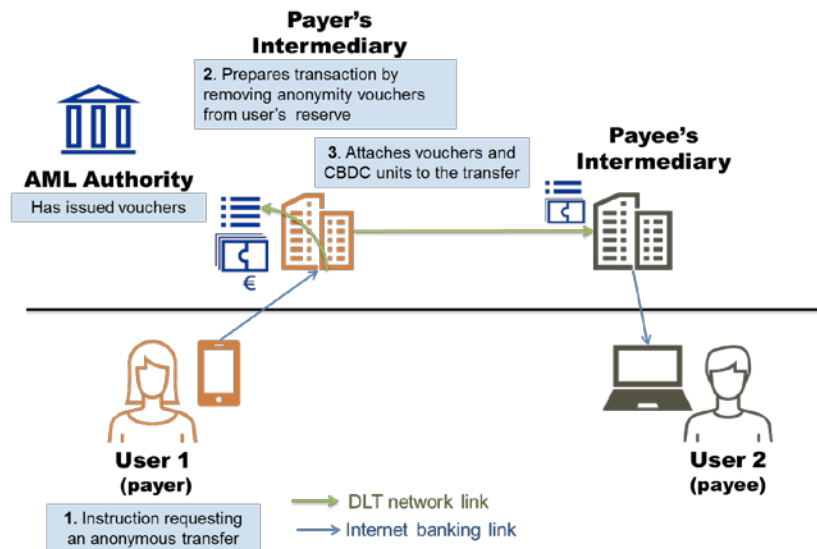 Payer's
Intermediary
2. Prepares transaction by
removing anonymity vouchers
from user's reserve
3. Attaches vouchers and
CBDC units to the transfer
Payee's
Intermediary
AML Authority
Has issued vouchers
€
User 1
(payer)
1. Instruction requesting
an anonymous transfer
DLT network link
Internet banking link
User 2
(payee)